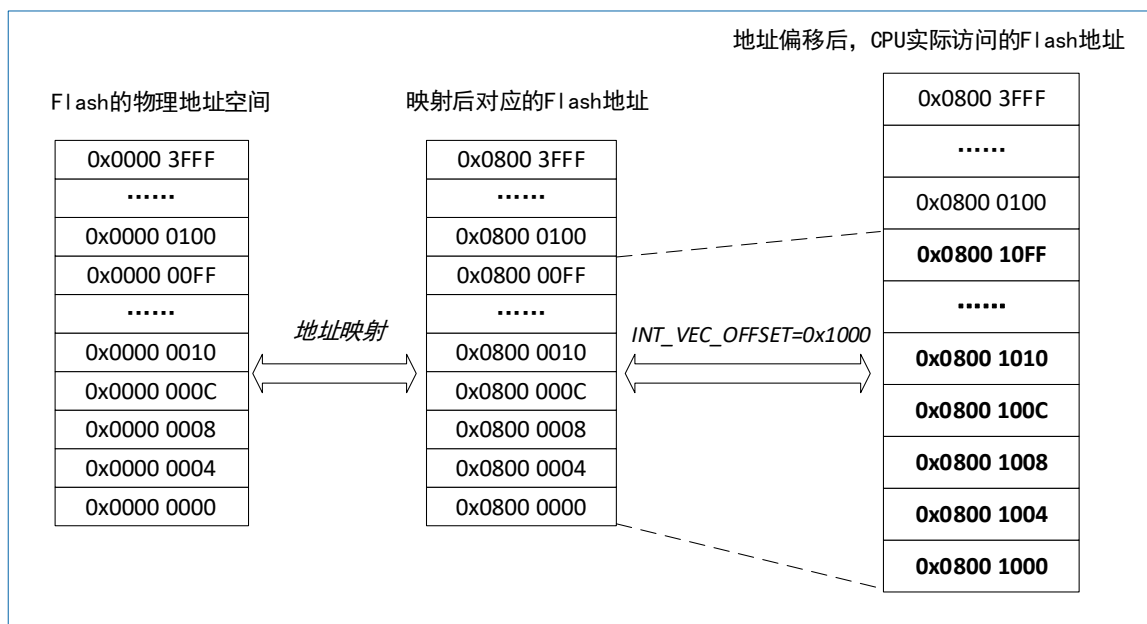 地址偏移后，CPU实际访问的Flash地址
Flash的物理地址空间
0x0000 3FFF
......
0x0000 0100
0x0000 00FF
......
0x0000 0010
0x0000 000C
0x0000 0008
0x0000 0004
0x0000 0000
地址映射
映射后对应的Flash地址
0x0800 3FFF
......
0x0800 0100
0x0800 00FF
......
0x0800 0010
0x0800 000C
0x0800 0008
0x0800 0004
0x0800 0000
INT_VEC_OFFSET=0x1000
0x0800 3FFF
......
0x0800 0100
0x0800 10FF
......
0x0800 1010
0x0800 100C
0x0800 1008
0x0800 1004
0x0800 1000